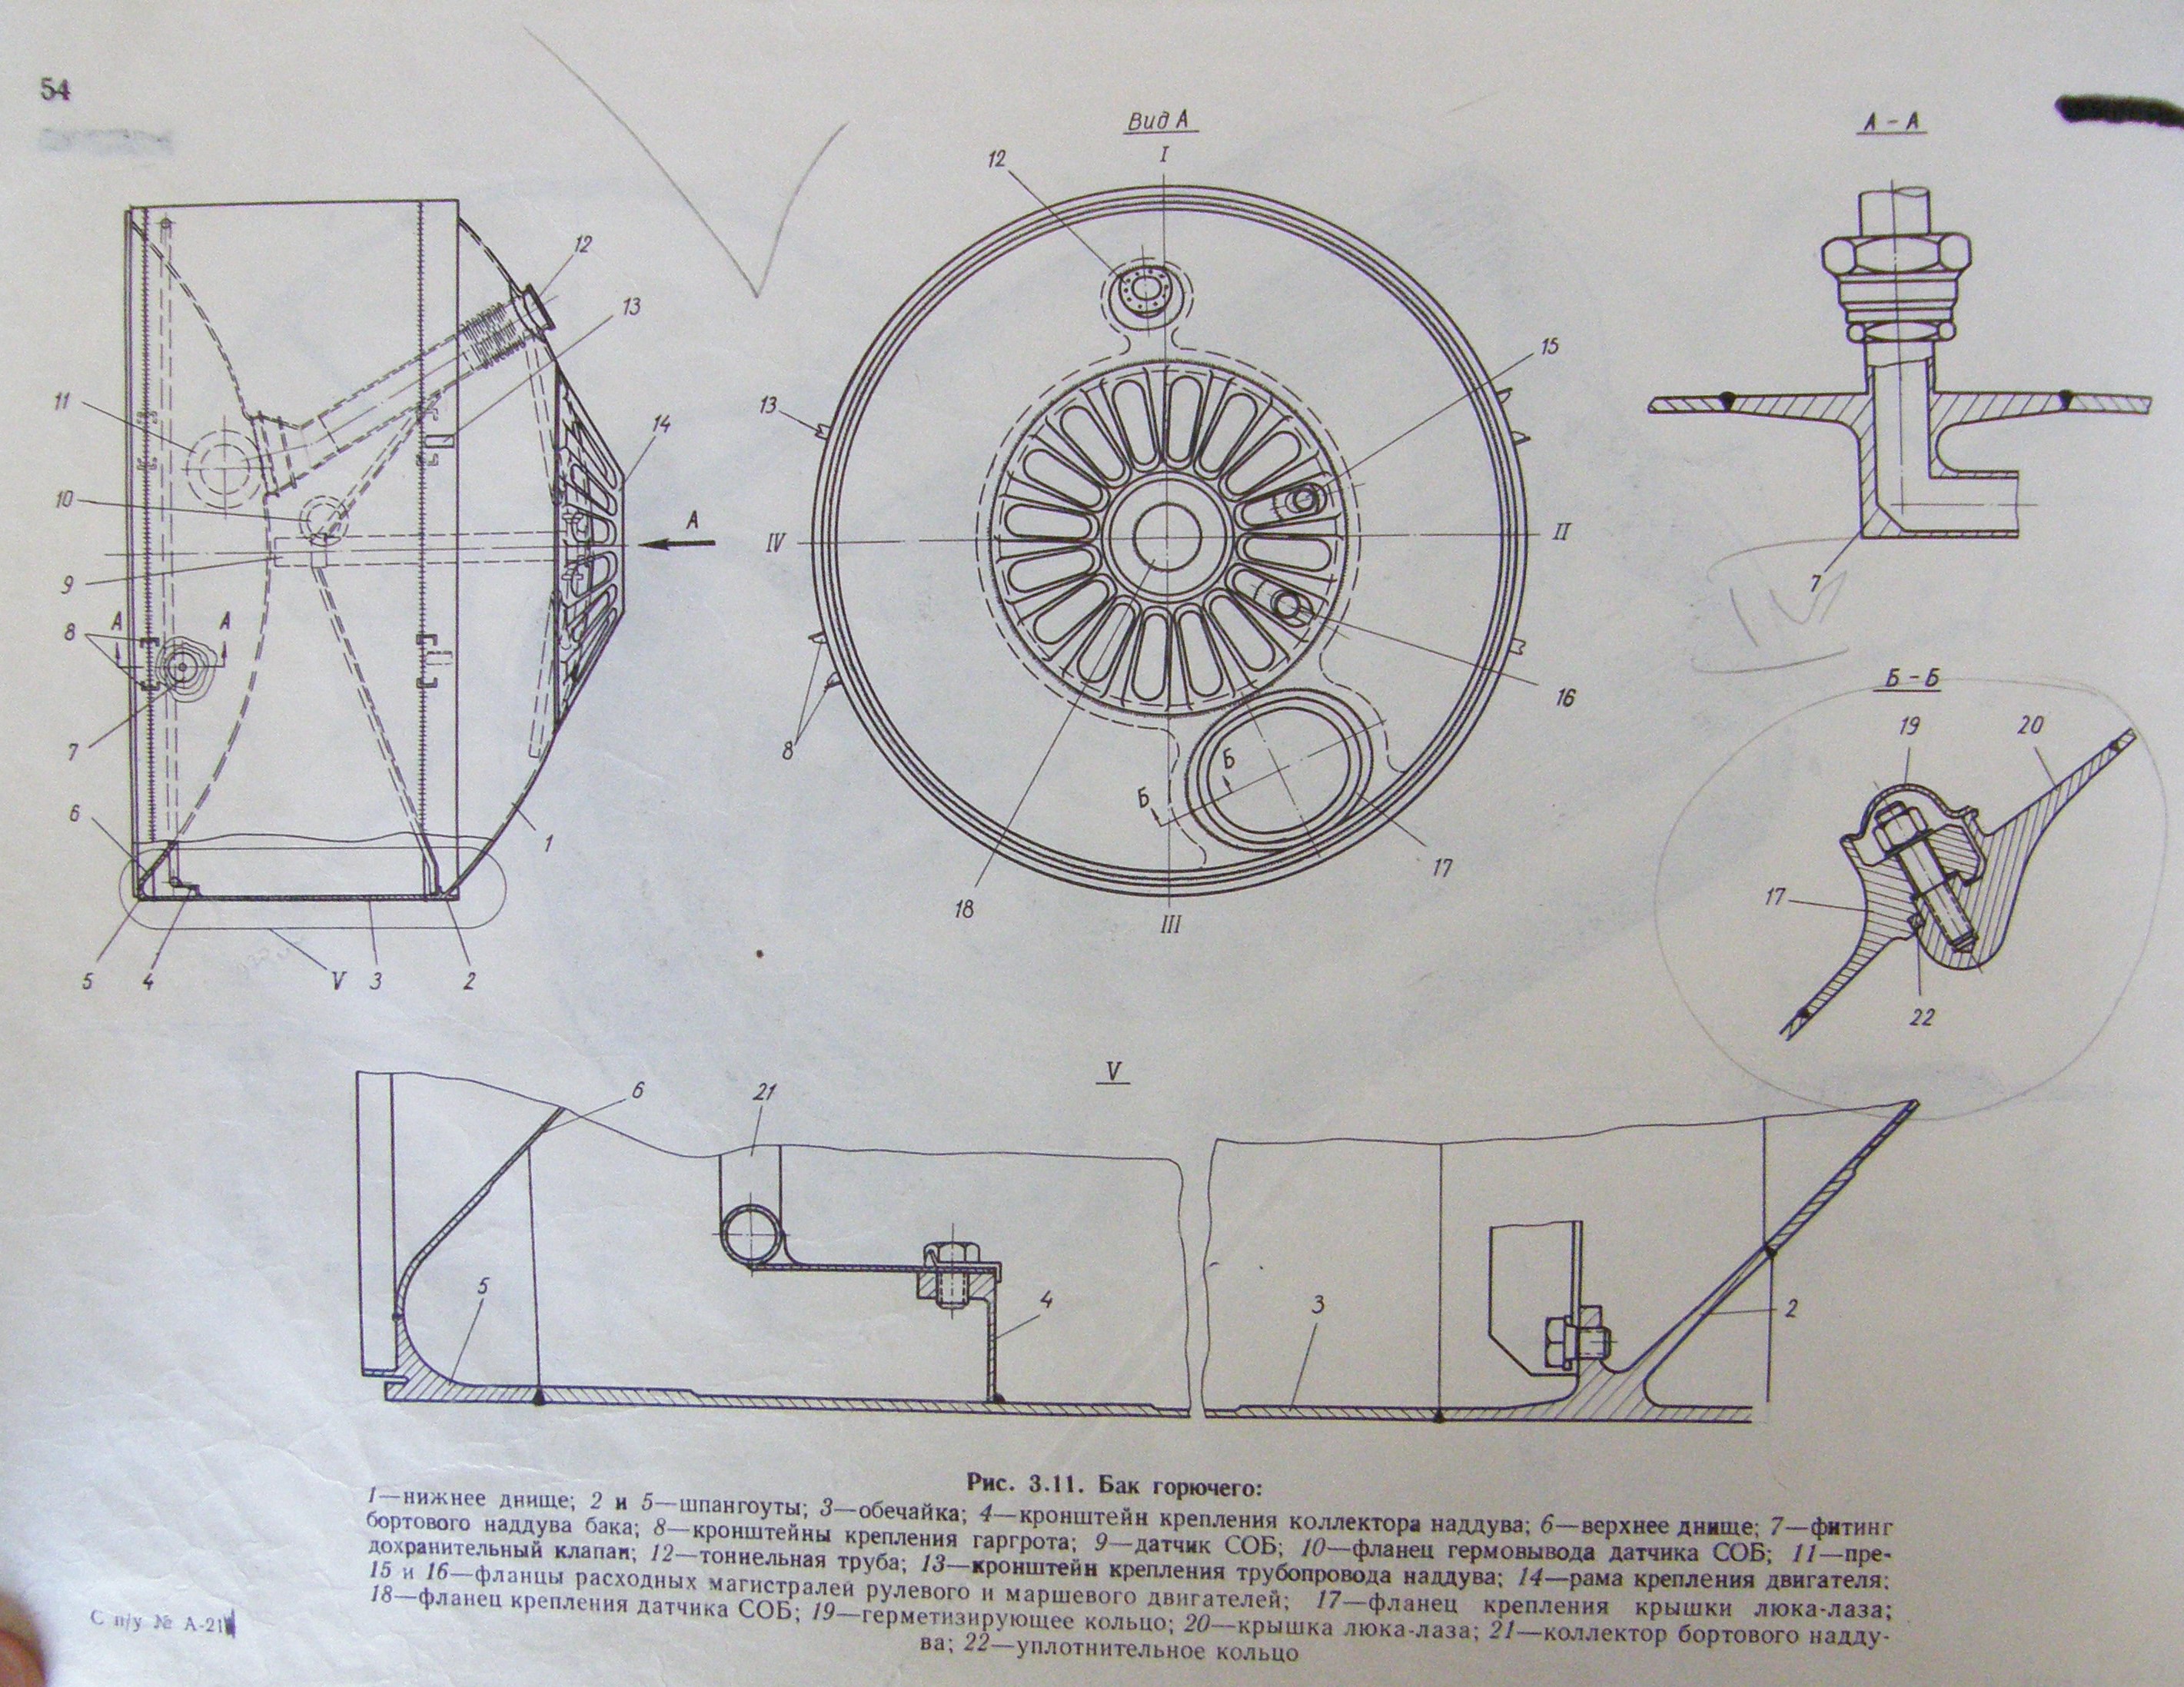 54
Вид А
А - А
I
12
12
13
15
11
13
14
10
А
IV
II
9
7
8
А
А
16
Б - Б
7
8
19
20
6
Б
Б
1
17
17
18
III
5
4
V
3
2
22
V
6
21
5
4
3
2
Рис. 3.11. Бак горючего:
1—нижнее днище; 2 и 5—шпангоуты; 3—обечайка; 4—кронштейн крепления коллектора наддува; 6—верхнее днище; 7—фитинг
бортового наддува бака; 8—кронштейны крепления гаргрота; 9—датчик СОБ; 10—фланец гермовывода датчика СОБ; 11—пре-
дохранительный клапан; 12—тоннельная труба; 13—кронштейн крепления трубопровода наддува; 14—рама крепления двигателя;
15 и 16—фланцы расходных магистралей рулевого и маршевого двигателей; 17—фланец крепления крышки люка-лаза;
18—фланец крепления датчика СОБ; 19—герметизирующее кольцо; 20—крышка люка-лаза; 21—коллектор бортового надду-
ва; 22—уплотнительное кольцо
С п/у № А-21